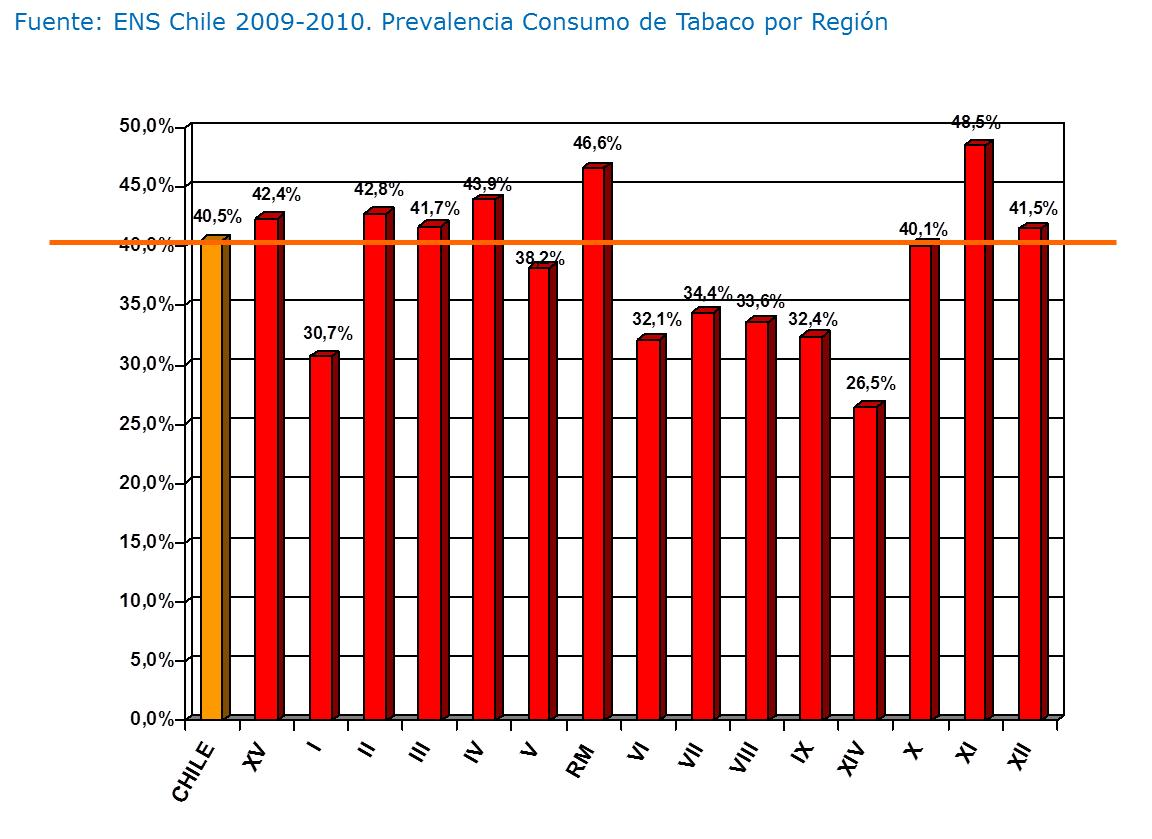 Fuente: ENS Chile 2009-2010. Prevalencia Consumo de Tabaco por Región
50,0%
45,0%
40,0%
35,0%
30,0%
25,0%
20,0%
15,0%
10,0%
5,0%
0,0%
40,5%
42,4%
30,7%
42,8%
41,7%
43,9%
38,2%
46,6%
32,1%
34,4%
33,6%
32,4%
26,5%
40,1%
48,5%
41,5%
CHILE
XV
I
II
III
IV
V
RM
VI
VII
VIII
IX
XIV
X
XI
XII